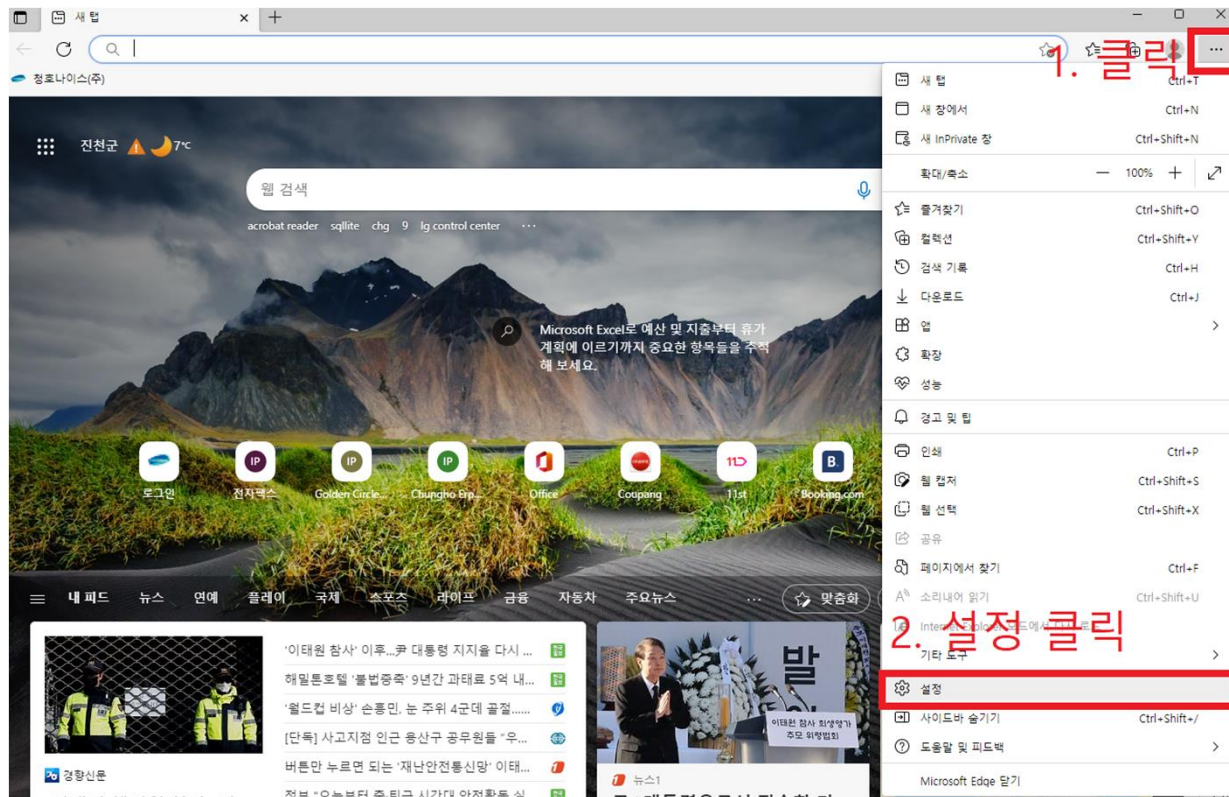 새 탭
1. 클릭
청호나이스(주)
진천군 7℃
웹 검색
acrobat reader sqllite chg 9 lg control center ...
Microsoft Excel로 예산 및 지출부터 휴가
계획에 이르기까지 중요한 항목들을 추적
해 보세요.
IP IP IP 11 B.
로그인 전자팩스 Golden Circle... Chungho Erp... Office Coupang 11st Booking.com
내 피드 뉴스 연예 플레이 국제 스포츠 라이프 금융 자동차 주요뉴스 ... 맞춤화
'이태원 참사' 이후...尹 대통령 지지율 다시 ...
해밀톤호텔 '불법증축' 9년간 과태료 5억 내...
'월드컵 비상' 손흥민, 눈 주위 4군데 골절......
[단독] 사고지점 인근 용산구 공무원들 "우...
버튼만 누르면 되는 '재난안전통신망' 이태...
경향신문
발
이태원 참사 희생영가
추모 위령법회
뉴스1
새 탭 Ctrl+T
새 창에서 Ctrl+N
새 InPrivate 창 Ctrl+Shift+N
확대/축소 100%
즐겨찾기 Ctrl+Shift+O
컬렉션 Ctrl+Shift+Y
검색 기록 Ctrl+H
다운로드 Ctrl+J
앱
확장
성능
경고 및 팁
인쇄 Ctrl+P
웹 캡처 Ctrl+Shift+S
웹 선택 Ctrl+Shift+X
공유
페이지에서 찾기 Ctrl+F
소리내어 읽기 Ctrl+Shift+U
2. 설정 클릭
기타 도구
설정
사이드바 숨기기 Ctrl+Shift+/
도움말 및 피드백
Microsoft Edge 닫기